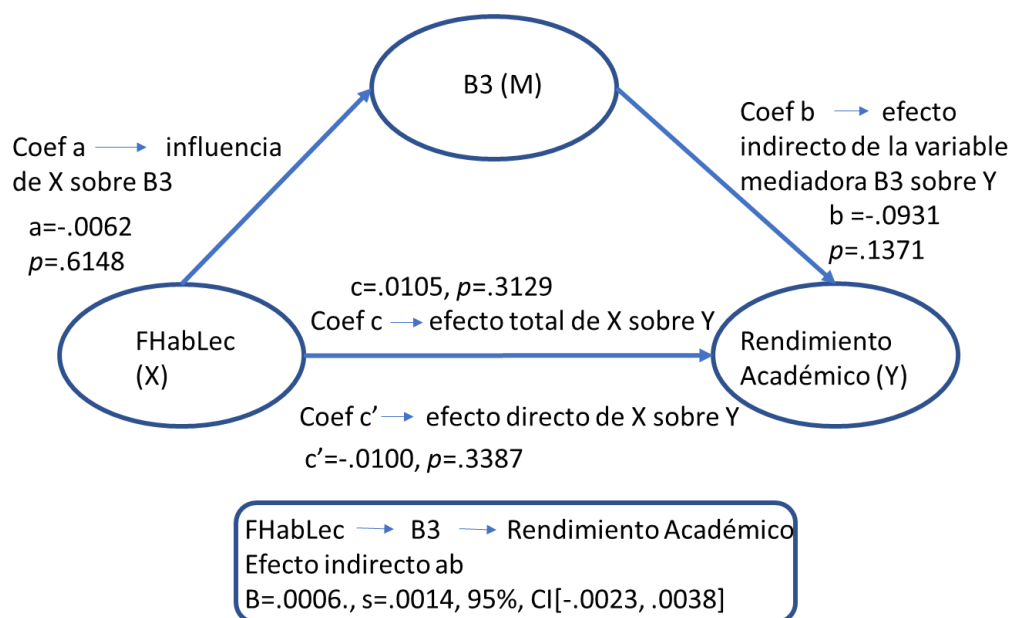 B3 (M)
Coef a → influencia
de X sobre B3
a=-.0062
p=.6148
Coef b → efecto
indirecto de la variable
mediadora B3 sobre Y
b =-.0931
p=.1371
c=.0105, p=.3129
Coef c → efecto total de X sobre Y
FHabLec
(X)
Rendimiento
Académico (Y)
Coef c’ → efecto directo de X sobre Y
c’=-.0100, p=.3387
FHabLec → B3 → Rendimiento Académico
Efecto indirecto ab
B=.0006., s=.0014, 95%, CI[-.0023, .0038]